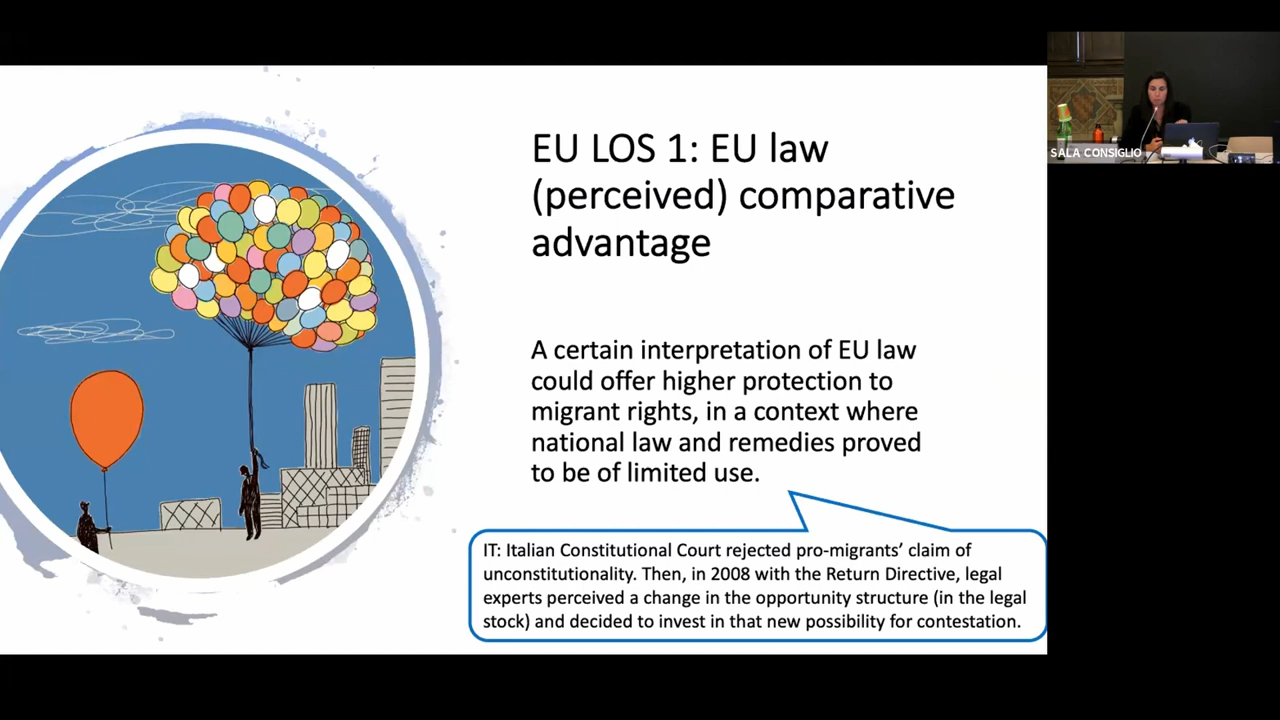 EU LOS 1: EU law
(perceived) comparative
advantage
A certain interpretation of EU law
could offer higher protection to
migrant rights, in a context where
national law and remedies proved
to be of limited use.
IT: Italian Constitutional Court rejected pro-migrants’ claim of
unconstitutionality. Then, in 2008 with the Return Directive, legal
experts perceived a change in the opportunity structure (in the legal
stock) and decided to invest in that new possibility for contestation.
SALA CONSIGLIO